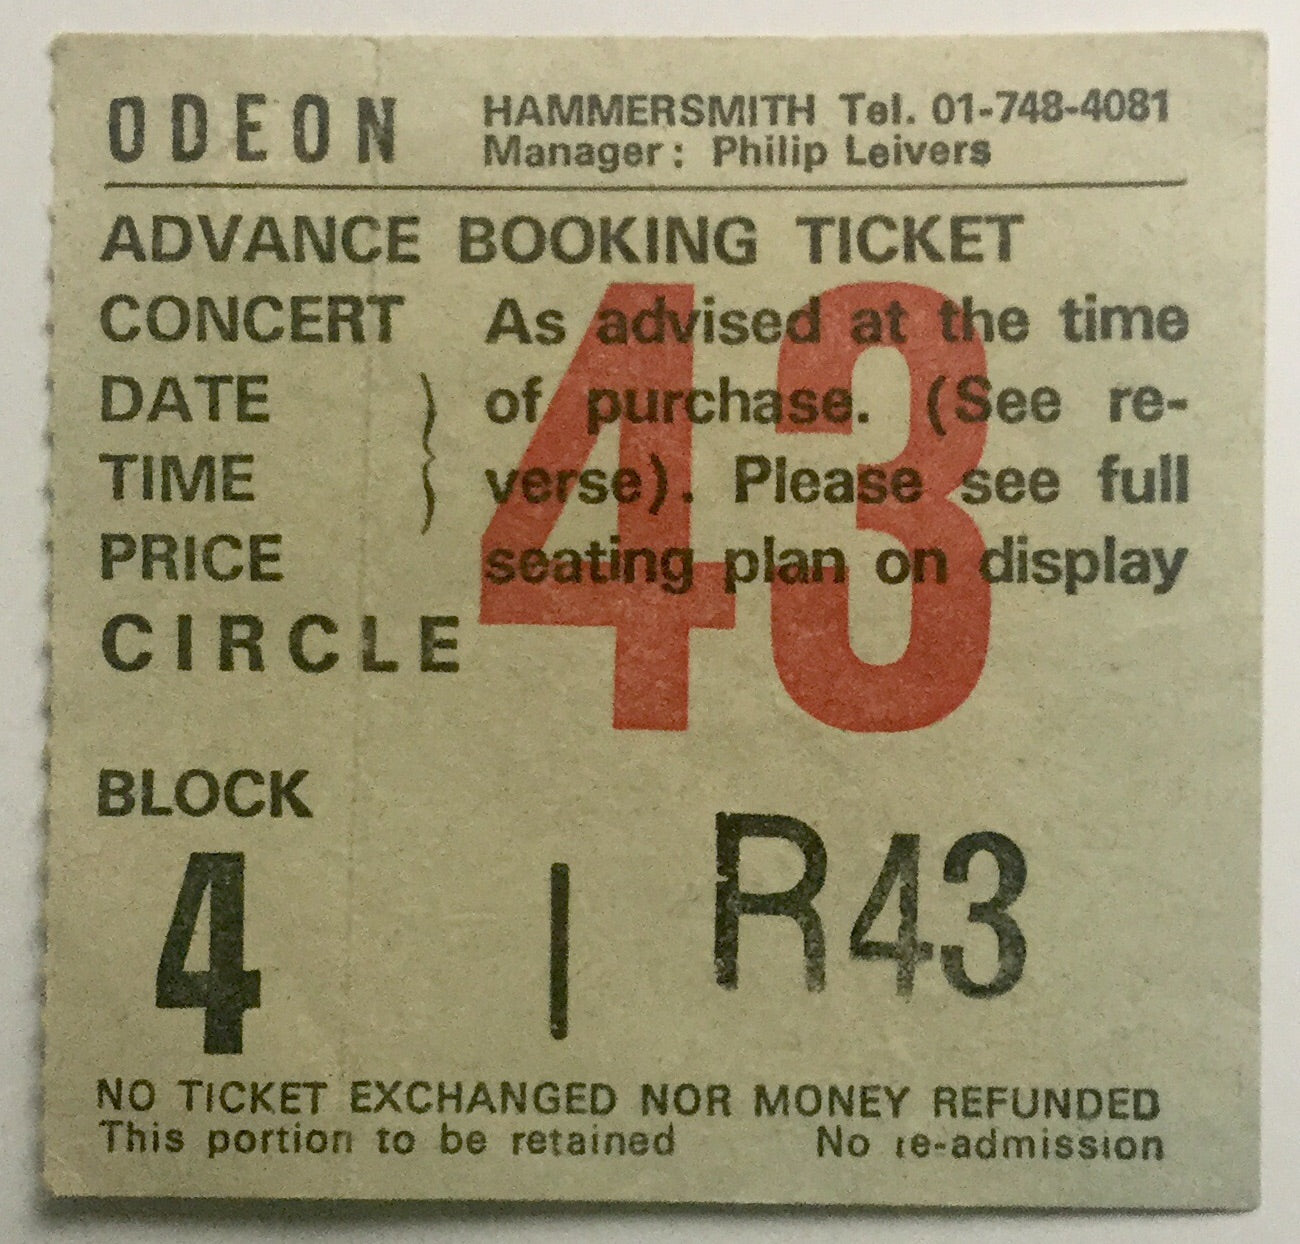 ODEON HAMMERSMITH Tel. 01-748-4081
Manager: Philip Leivers
ADVANCE BOOKING TICKET
CONCERT As advised at the time
DATE of purchase. (See re-
TIME verse). Please see full
PRICE seating plan on display
CIRCLE
43
BLOCK
4 | R43
NO TICKET EXCHANGED NOR MONEY REFUNDED
This portion to be retained No re-admission